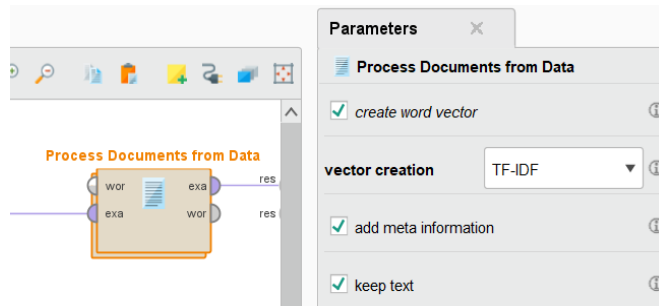 Parameters
Process Documents from Data
create word vector
vector creation TF-IDF
add meta information
keep text
Process Documents from Data
wor exa res
exa wor res